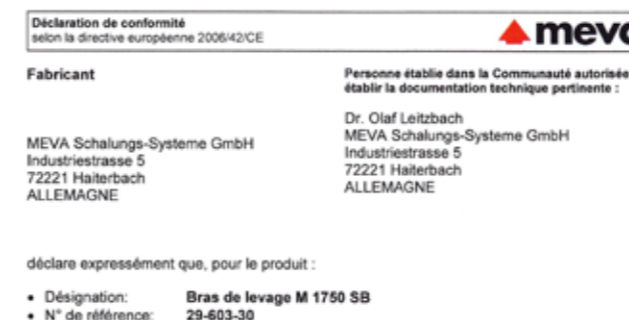 Déclaration de conformité
selon la directive européenne 2006/42/CE
meva
Fabricant
Personne établie dans la Communauté autorisée
établir la documentation technique pertinente :
Dr. Olaf Leitzbach
MEVA Schalungs-Systeme GmbH
Industriestrasse 5
72221 Haiterbach
ALLEMAGNE
MEVA Schalungs-Systeme GmbH
Industriestrasse 5
72221 Haiterbach
ALLEMAGNE
déclare expressément que, pour le produit :
• Désignation: Bras de levage M 1750 SB
• N° de référence: 29-603-30